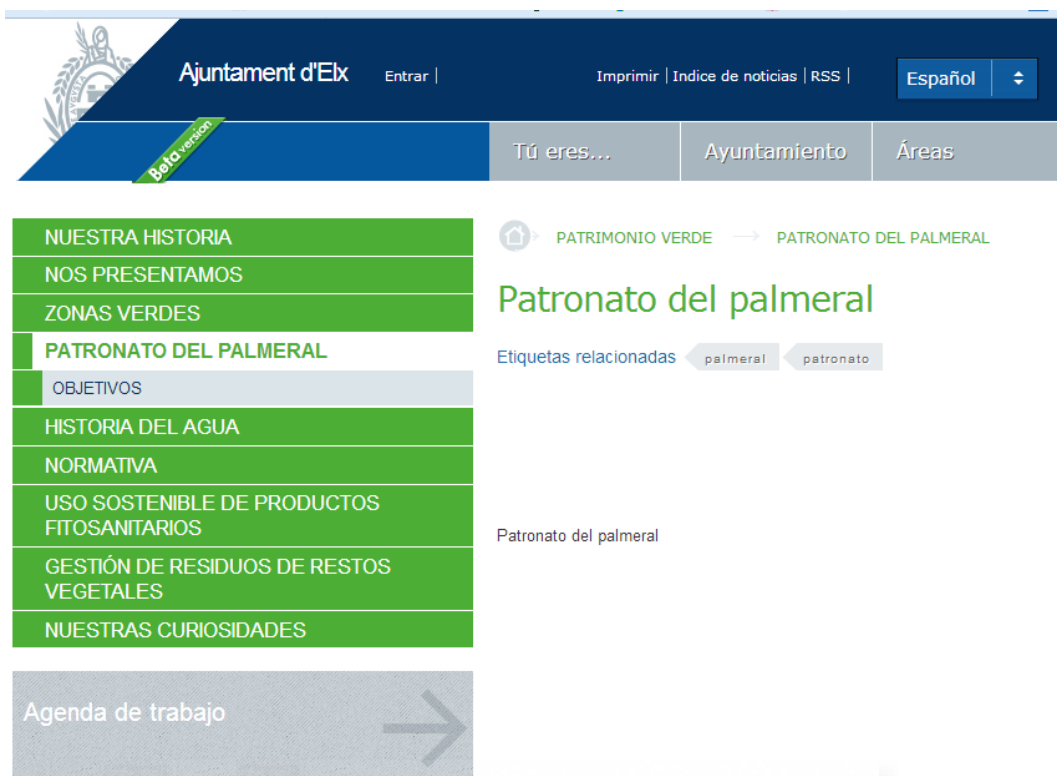 Ajuntament d'Elx Entrar | Imprimir | Indice de noticias | RSS | Español
Beta version
Tú eres... Ayuntamiento Áreas
NUESTRA HISTORIA
NOS PRESENTAMOS
ZONAS VERDES
PATRONATO DEL PALMERAL
OBJETIVOS
HISTORIA DEL AGUA
NORMATIVA
USO SOSTENIBLE DE PRODUCTOS
FITOSANITARIOS
GESTIÓN DE RESIDUOS DE RESTOS
VEGETALES
NUESTRAS CURIOSIDADES
Agenda de trabajo
PATRIMONIO VERDE PATRONATO DEL PALMERAL
Patronato del palmeral
Etiquetas relacionadas palmeral patronato
Patronato del palmeral